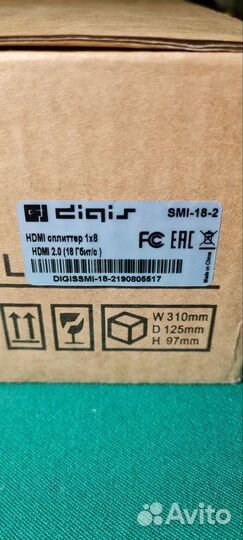 digis
SMI-18-2
HDMI сплиттер 1x8
HDMI 2.0 (18 Гбит/с )
FC EAC
Made in China
DIGISSMI-18-2190805517
L
W 310mm
D 125mm
H 97mm
Avito